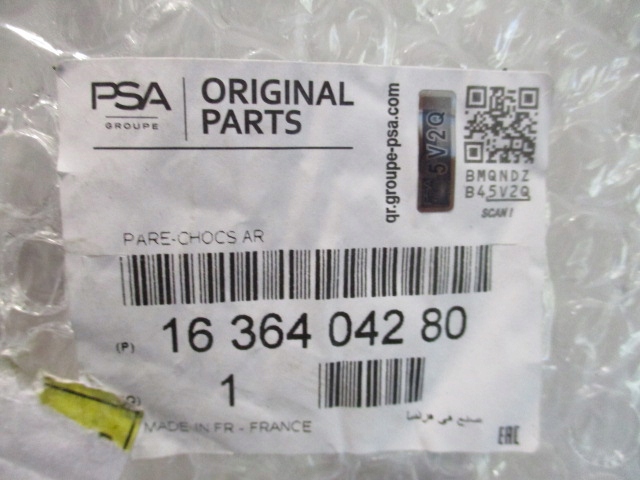 PSA
GROUPE
ORIGINAL
PARTS
qr.groupe-psa.com
5V2Q
BMQNDZ
B45V2Q
SCAN !
PARE-CHOCS AR
(P) 16 364 042 80
1
MADE IN FR - FRANCE
صنع في فرنسا
EAC